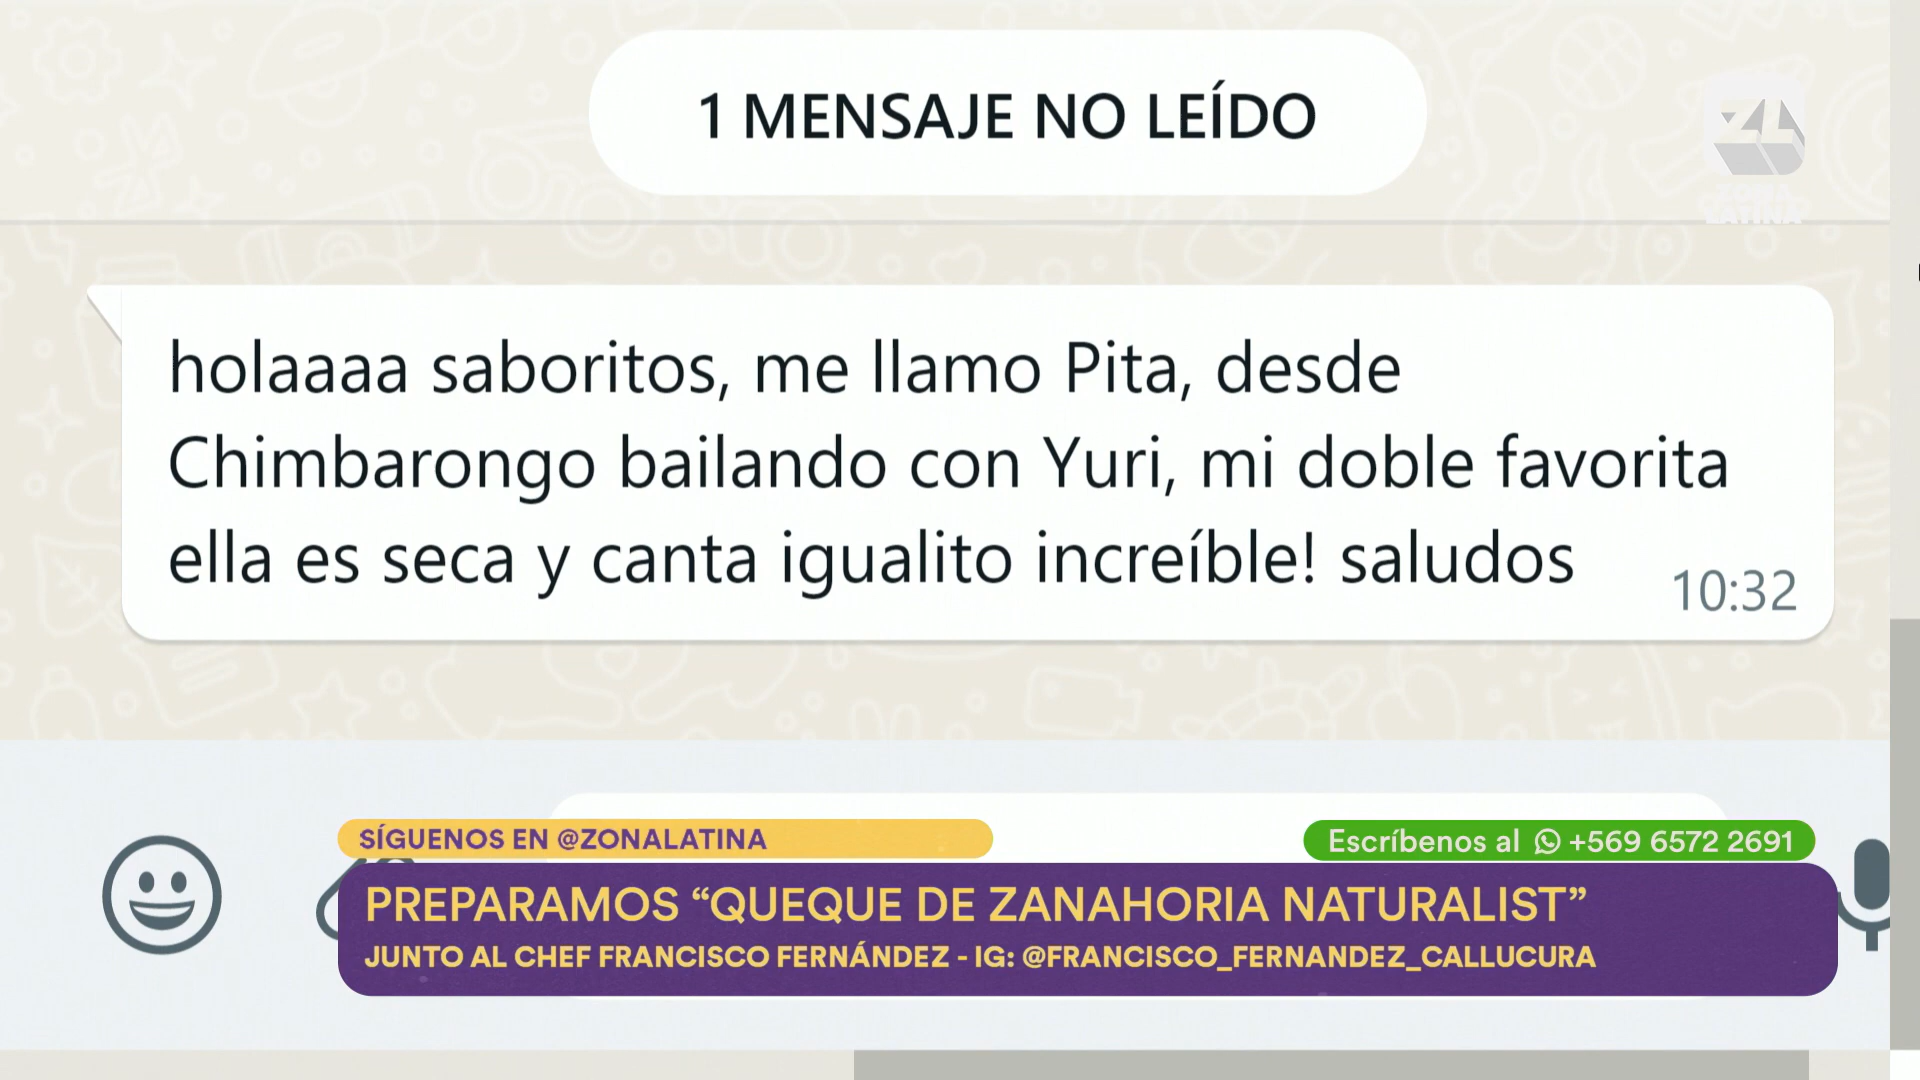 1 MENSAJE NO LEÍDO
ZL
LATINA
holaaaa saboritos, me llamo Pita, desde
Chimbarongo bailando con Yuri, mi doble favorita
ella es seca y canta igualito increíble! saludos
10:32
SÍGUENOS EN @ZONALATINA
Escríbenos al +569 6572 2691
PREPARAMOS “QUEQUE DE ZANAHORIA NATURALIST”
JUNTO AL CHEF FRANCISCO FERNÁNDEZ - IG: @FRANCISCO_FERNANDEZ_CALLUCURA